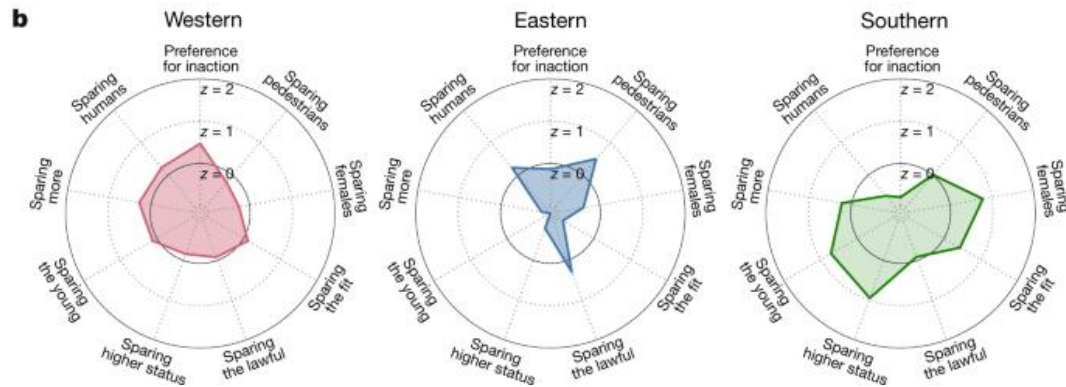 b
Western
Preference
for inaction
Sparing
pedestrians
Sparing
females
Sparing
the fit
Sparing
the lawful
Sparing
higher status
Sparing
the young
Sparing
more
Sparing
humans
z = 2
z = 1
z = 0
Eastern
Preference
for inaction
Sparing
pedestrians
Sparing
females
Sparing
the fit
Sparing
the lawful
Sparing
higher status
Sparing
the young
Sparing
more
Sparing
humans
z = 2
z = 1
z = 0
Southern
Preference
for inaction
Sparing
pedestrians
Sparing
females
Sparing
the fit
Sparing
the lawful
Sparing
higher status
Sparing
the young
Sparing
more
Sparing
humans
z = 2
z = 1
z = 0